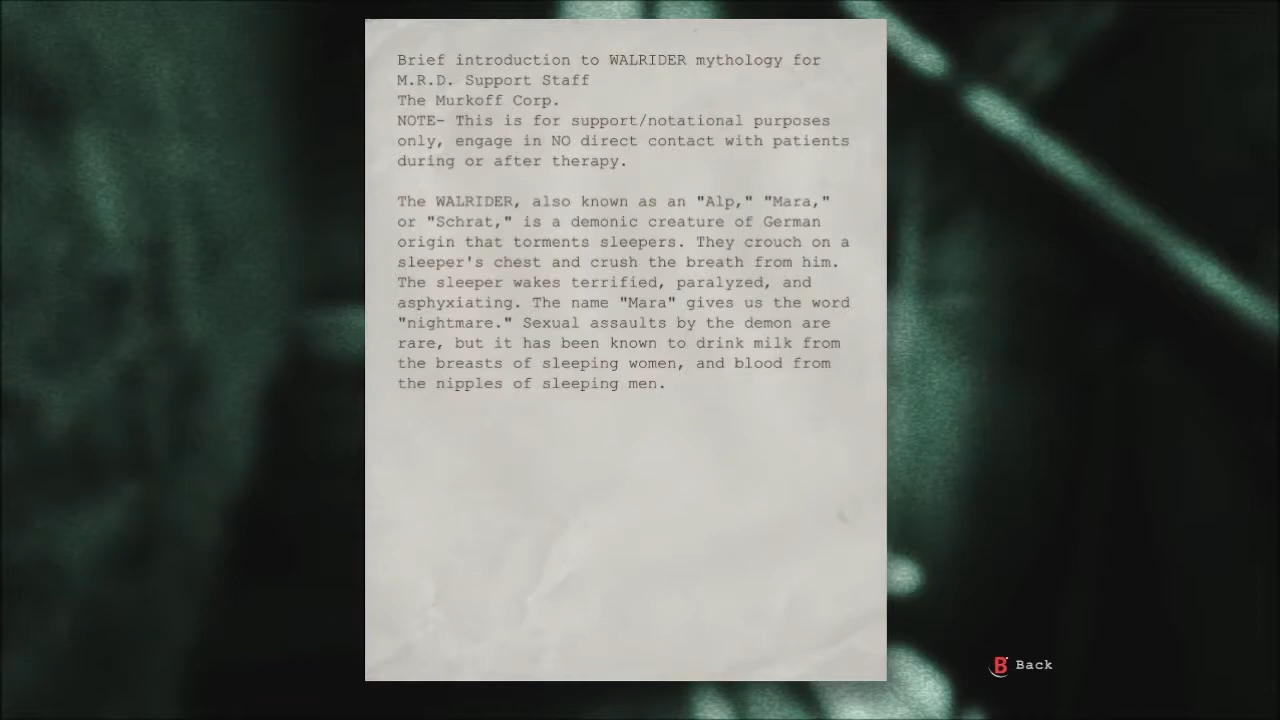 Brief introduction to WALRIDER mythology for
M.R.D. Support Staff
The Murkoff Corp.
NOTE- This is for support/notational purposes
only, engage in NO direct contact with patients
during or after therapy.
The WALRIDER, also known as an "Alp," "Mara,"
or "Schrat," is a demonic creature of German
origin that torments sleepers. They crouch on a
sleeper's chest and crush the breath from him.
The sleeper wakes terrified, paralyzed, and
asphyxiating. The name "Mara" gives us the word
"nightmare." Sexual assaults by the demon are
rare, but it has been known to drink milk from
the breasts of sleeping women, and blood from
the nipples of sleeping men.
B Back